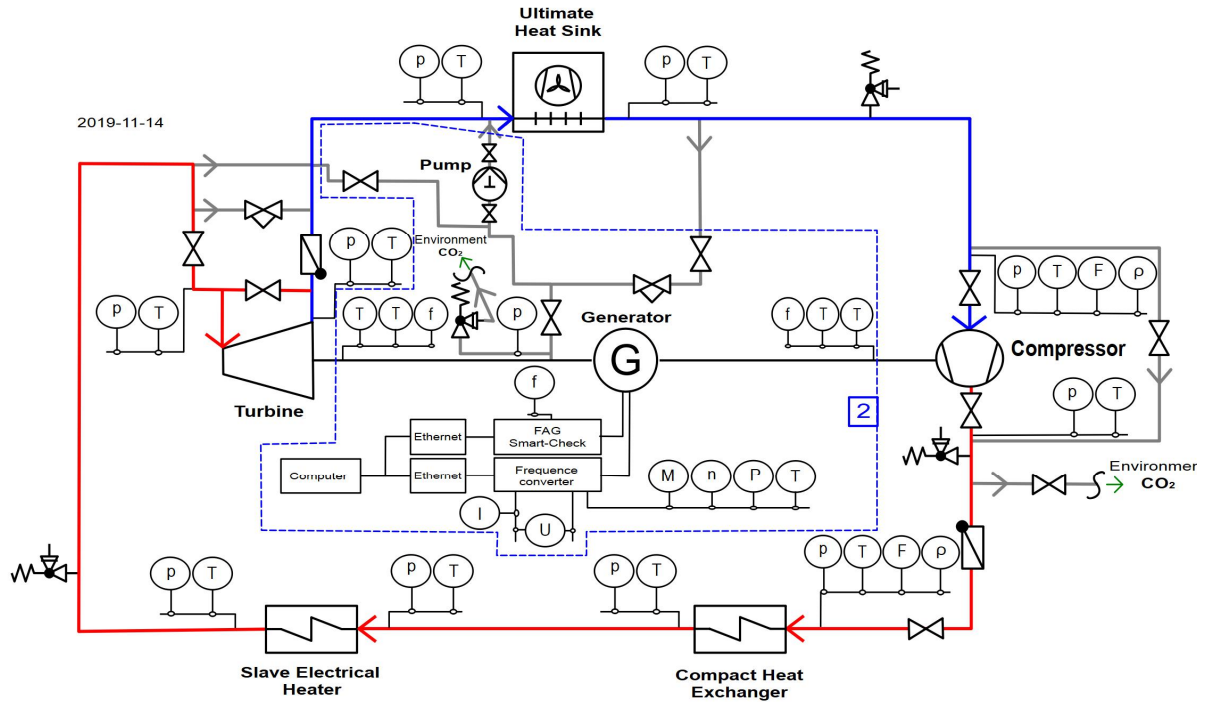 Ultimate
Heat Sink
p T
p T
2019-11-14
Pump
Environment
CO₂
p T
p T F ρ
p T
T T f
p
Generator
f T T
G
Compressor
Turbine
2
p T
f
Ethernet
FAG
Smart-Check
Computer
Ethernet
Frequence
converter
M n P T
Environmer
CO₂
I
U
p T F ρ
p T
p T
p T
Slave Electrical
Heater
Compact Heat
Exchanger